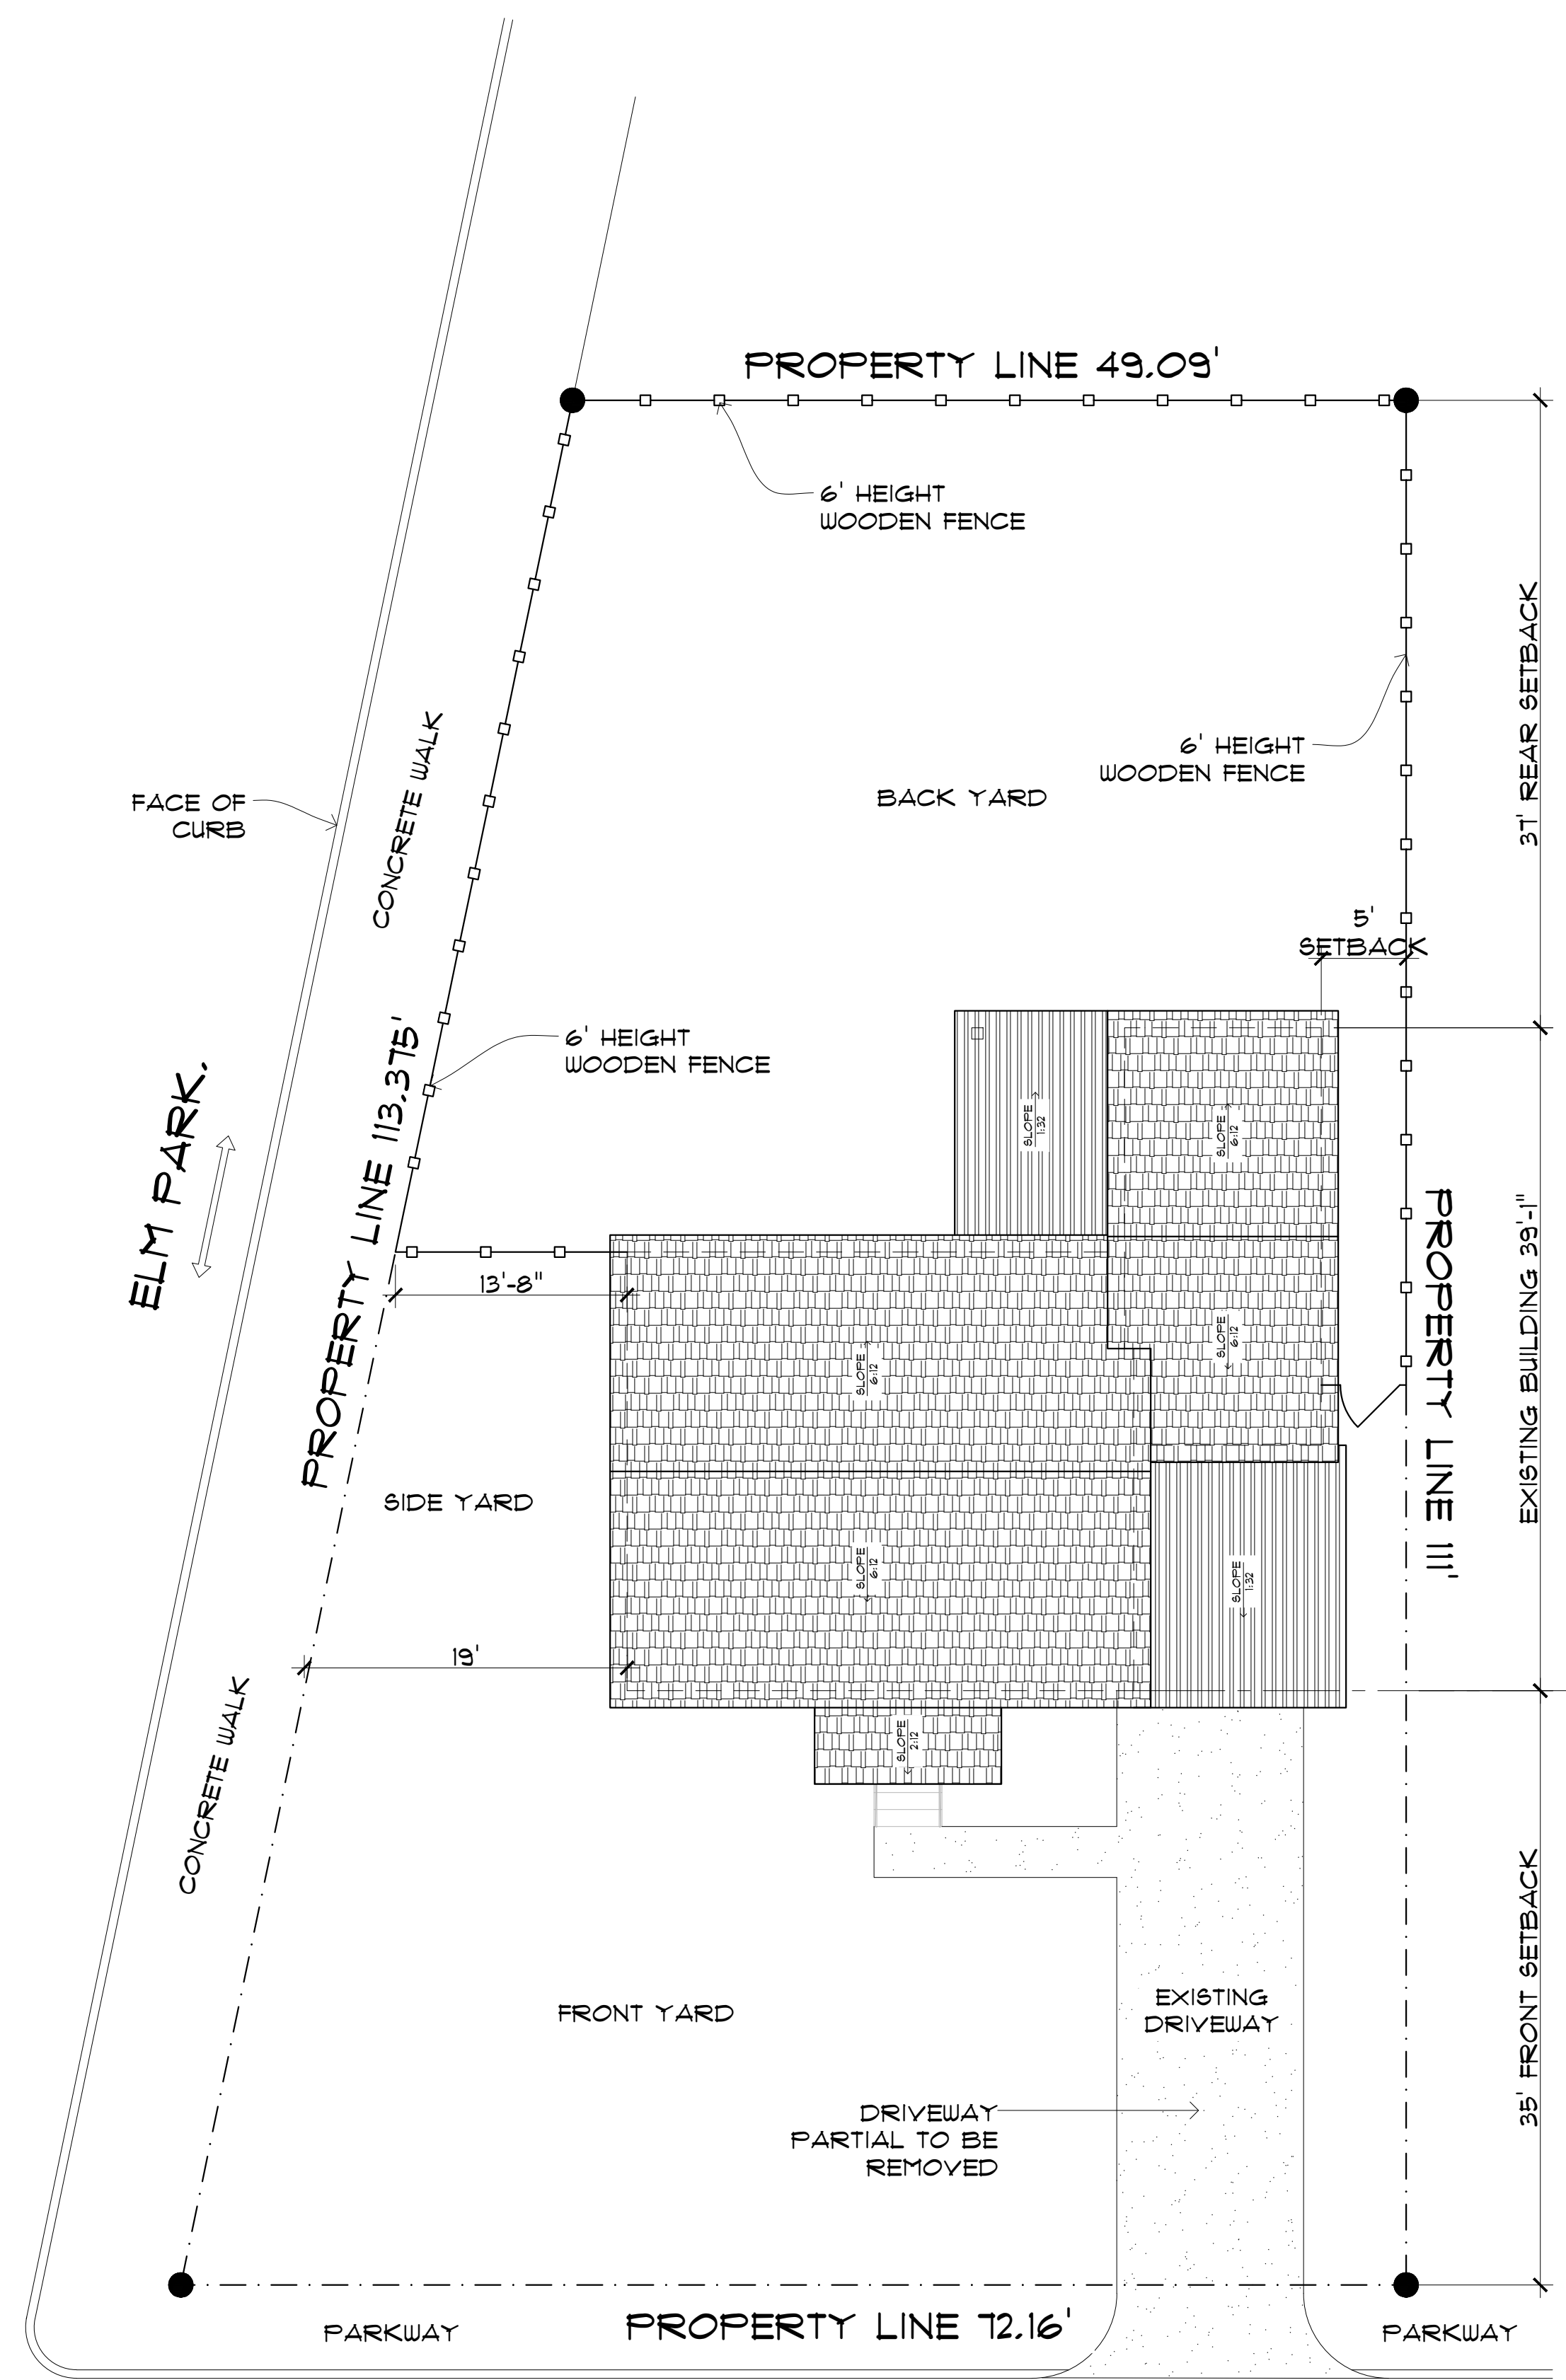 PROPERTY LINE 49.09'
6' HEIGHT
WOODEN FENCE
37' REAR SETBACK
CONCRETE WALK
6' HEIGHT
WOODEN FENCE
FACE OF
CURB
BACK YARD
5'
SETBACK
6' HEIGHT
WOODEN FENCE
ELM PARK.
PROPERTY LINE 113.375'
SLOPE
1:32
SLOPE
6:12
13'-8"
SLOPE
6:12
SLOPE
6:12
PROPERTY LINE 111'
EXISTING BUILDING 39'-1"
SIDE YARD
SLOPE
6:12
SLOPE
1:32
19'
CONCRETE WALK
SLOPE
2:12
FRONT YARD
EXISTING
DRIVEWAY
35' FRONT SETBACK
DRIVEWAY
PARTIAL TO BE
REMOVED
PARKWAY
PROPERTY LINE 72.16'
PARKWAY